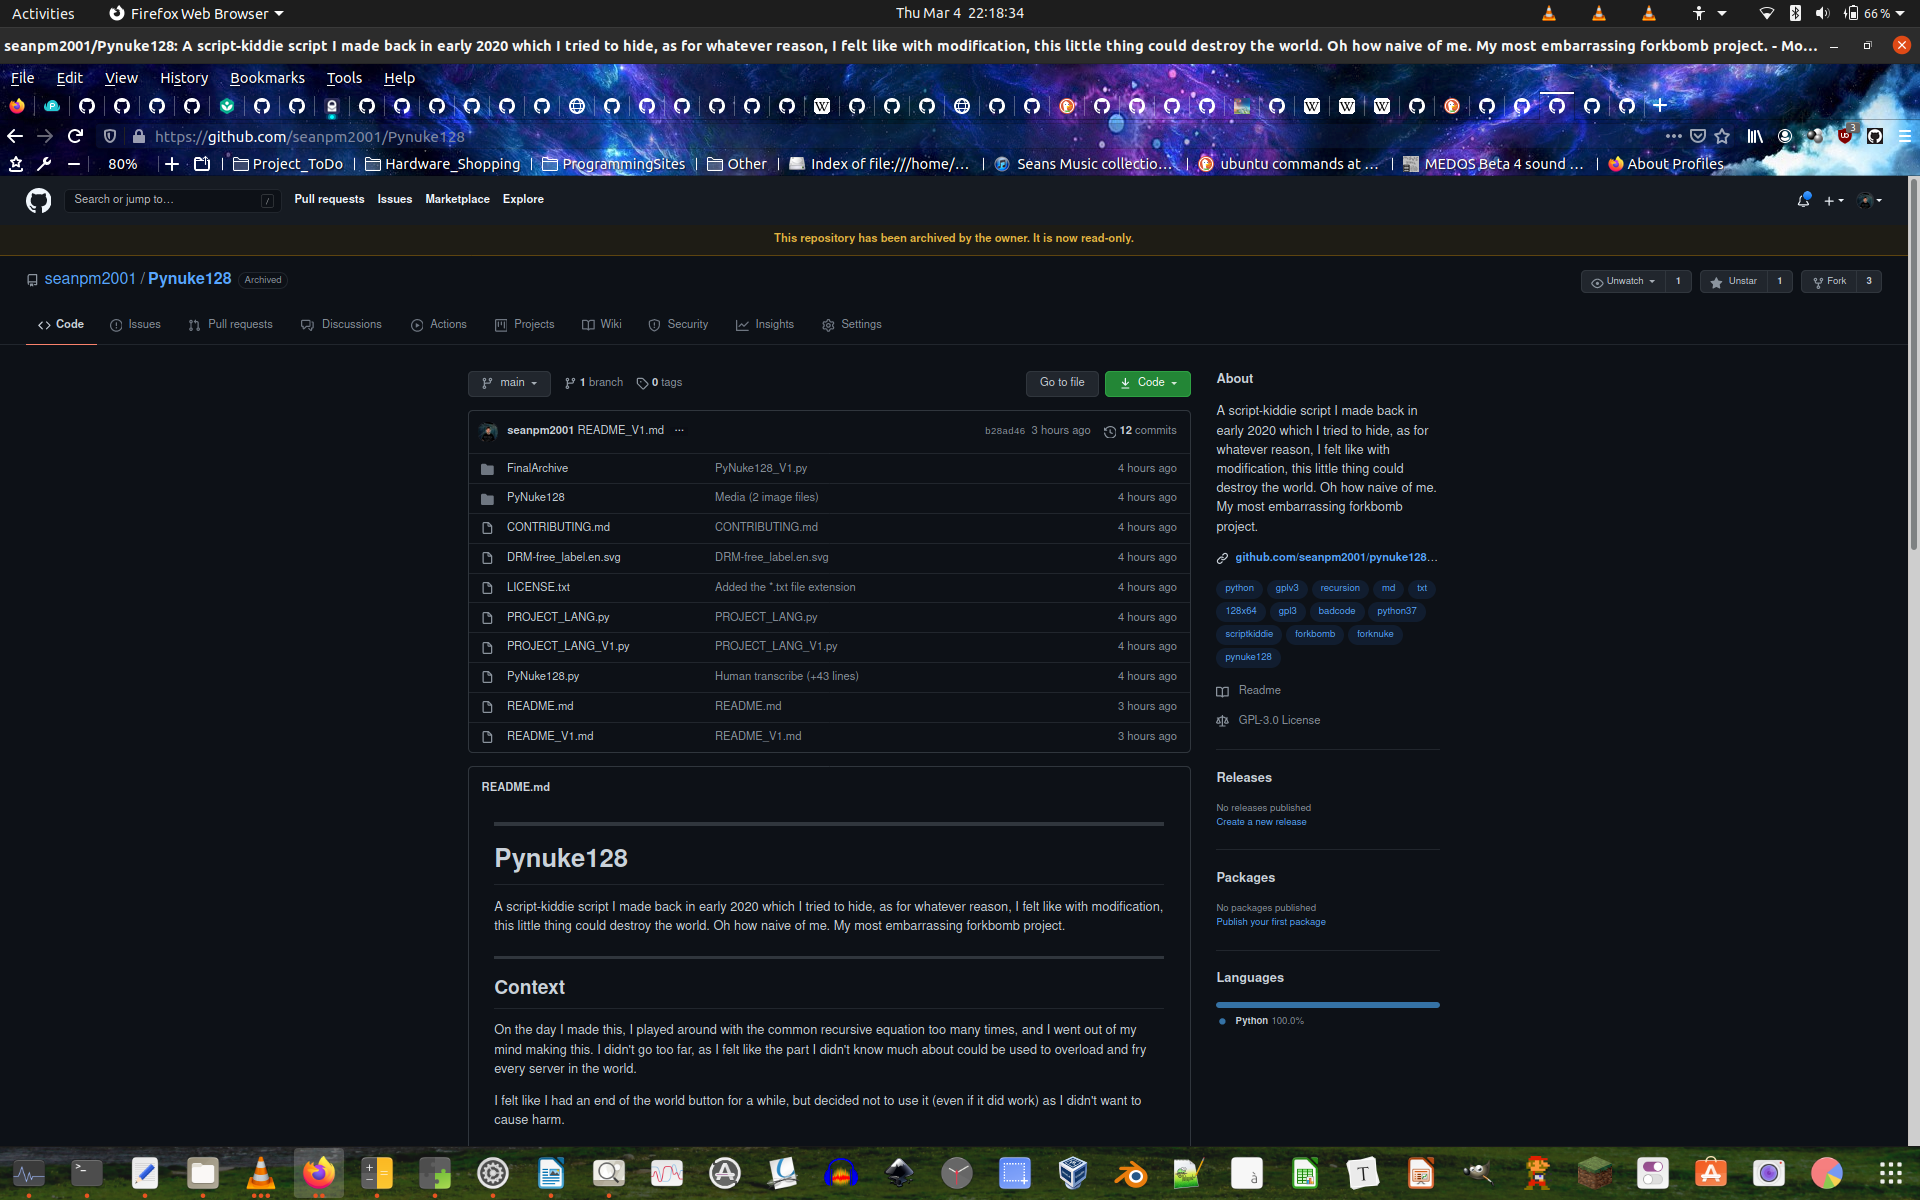 Activities
Firefox Web Browser
Thu Mar 4 22:18:34
66 %
seanpm2001/Pynuke128: A script-kiddie script I made back in early 2020 which I tried to hide, as for whatever reason, I felt like with modification, this little thing could destroy the world. Oh how naive of me. My most embarrassing forkbomb project. - Mo…
File Edit View History Bookmarks Tools Help
https://github.com/seanpm2001/Pynuke128
3
80%
Project_ToDo
Hardware_Shopping
ProgrammingSites
Other
Index of file:///home/…
Seans Music collectio…
ubuntu commands at …
MEDOS Beta 4 sound …
About Profiles
Search or jump to…
/
Pull requests Issues Marketplace Explore
This repository has been archived by the owner. It is now read-only.
seanpm2001 / Pynuke128 Archived
Unwatch 1
Unstar 1
Fork 3
Code Issues Pull requests Discussions Actions Projects Wiki Security Insights Settings
main 1 branch 0 tags Go to file Code
seanpm2001 README_V1.md ... b28ad46 3 hours ago 12 commits
FinalArchive PyNuke128_V1.py 4 hours ago
PyNuke128 Media (2 image files) 4 hours ago
CONTRIBUTING.md CONTRIBUTING.md 4 hours ago
DRM-free_label.en.svg DRM-free_label.en.svg 4 hours ago
LICENSE.txt Added the *.txt file extension 4 hours ago
PROJECT_LANG.py PROJECT_LANG.py 4 hours ago
PROJECT_LANG_V1.py PROJECT_LANG_V1.py 4 hours ago
PyNuke128.py Human transcribe (+43 lines) 4 hours ago
README.md README.md 3 hours ago
README_V1.md README_V1.md 3 hours ago
README.md
Pynuke128
A script-kiddie script I made back in early 2020 which I tried to hide, as for whatever reason, I felt like with modification,
this little thing could destroy the world. Oh how naive of me. My most embarrassing forkbomb project.
Context
On the day I made this, I played around with the common recursive equation too many times, and I went out of my
mind making this. I didn't go too far, as I felt like the part I didn't know much about could be used to overload and fry
every server in the world.
I felt like I had an end of the world button for a while, but decided not to use it (even if it did work) as I didn't want to
cause harm.
About
A script-kiddie script I made back in
early 2020 which I tried to hide, as for
whatever reason, I felt like with
modification, this little thing could
destroy the world. Oh how naive of me.
My most embarrassing forkbomb
project.
github.com/seanpm2001/pynuke128…
python gplv3 recursion md txt
128x64 gpl3 badcode python37
scriptkiddie forkbomb forknuke
pynuke128
Readme
GPL-3.0 License
Releases
No releases published
Create a new release
Packages
No packages published
Publish your first package
Languages
Python 100.0%